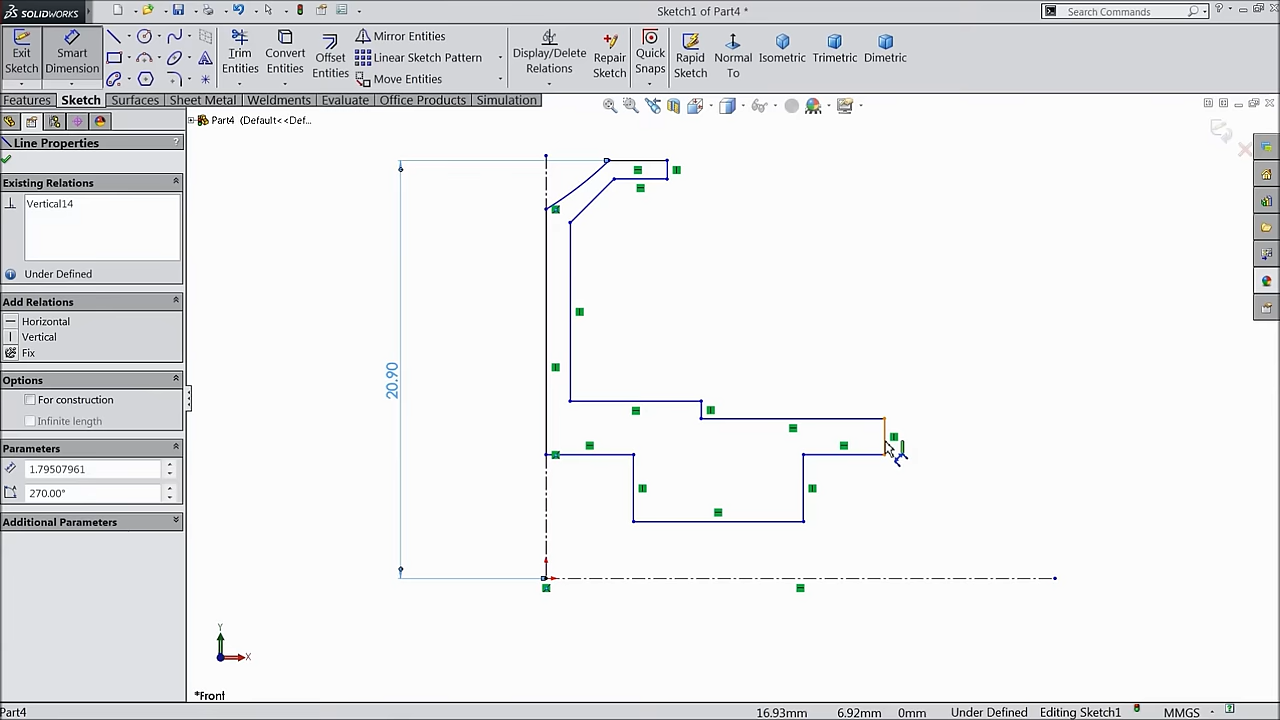 SOLIDWORKS
Sketch1 of Part4 *
Search Commands
?
Exit Sketch
Smart Dimension
Trim Entities
Convert Entities
Offset Entities
Mirror Entities
Linear Sketch Pattern
Move Entities
Display/Delete Relations
Repair Sketch
Quick Snaps
Rapid Sketch
Normal To
Isometric
Trimetric
Dimetric
Features
Sketch
Surfaces
Sheet Metal
Weldments
Evaluate
Office Products
Simulation
Part4 (Default<<Def...
Line Properties
?
Existing Relations
Vertical14
Under Defined
Add Relations
Horizontal
Vertical
Fix
Options
For construction
Infinite length
Parameters
1.79507961
270.00°
Additional Parameters
20.90
Y
X
*Front
Part4
16.93mm
6.92mm
0mm
Under Defined
Editing Sketch1
MMGS
?